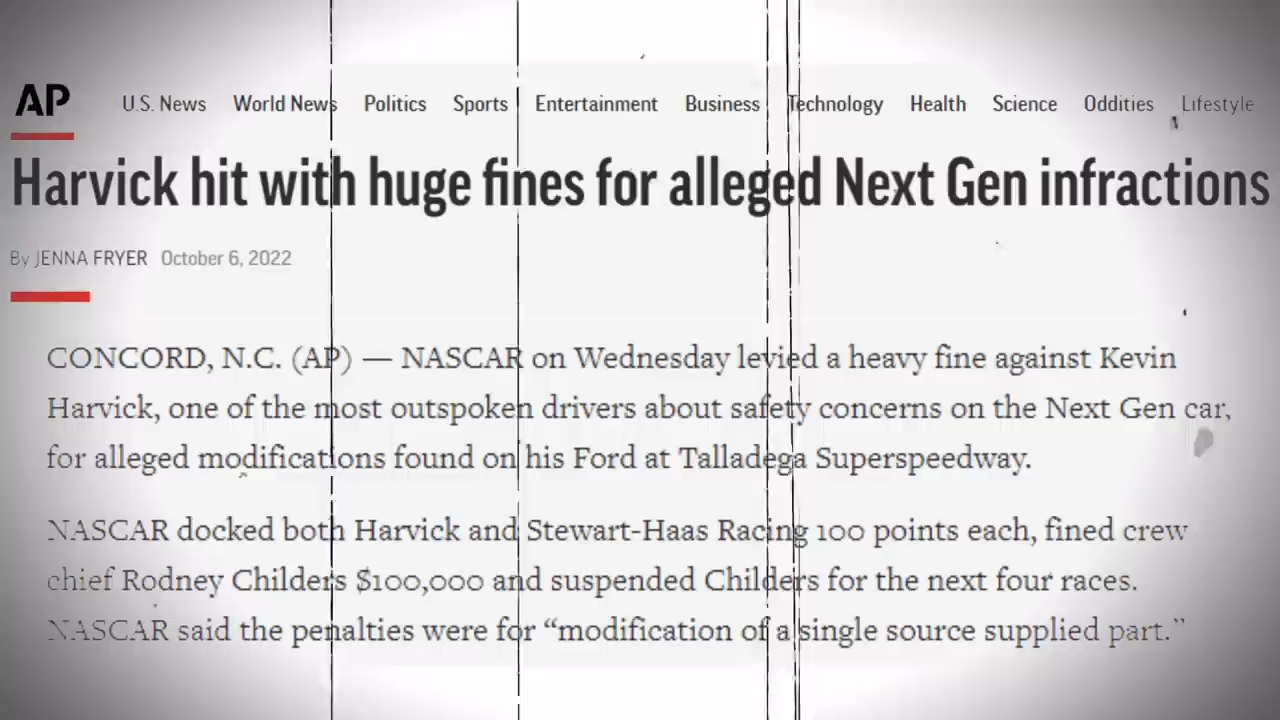 AP U.S. News World News Politics Sports Entertainment Business Technology Health Science Oddities Lifestyle
Harvick hit with huge fines for alleged Next Gen infractions
By JENNA FRYER October 6, 2022
CONCORD, N.C. (AP) — NASCAR on Wednesday levied a heavy fine against Kevin
Harvick, one of the most outspoken drivers about safety concerns on the Next Gen car,
for alleged modifications found on his Ford at Talladega Superspeedway.
NASCAR docked both Harvick and Stewart-Haas Racing 100 points each, fined crew
chief Rodney Childers $100,000 and suspended Childers for the next four races.
NASCAR said the penalties were for “modification of a single source supplied part.”